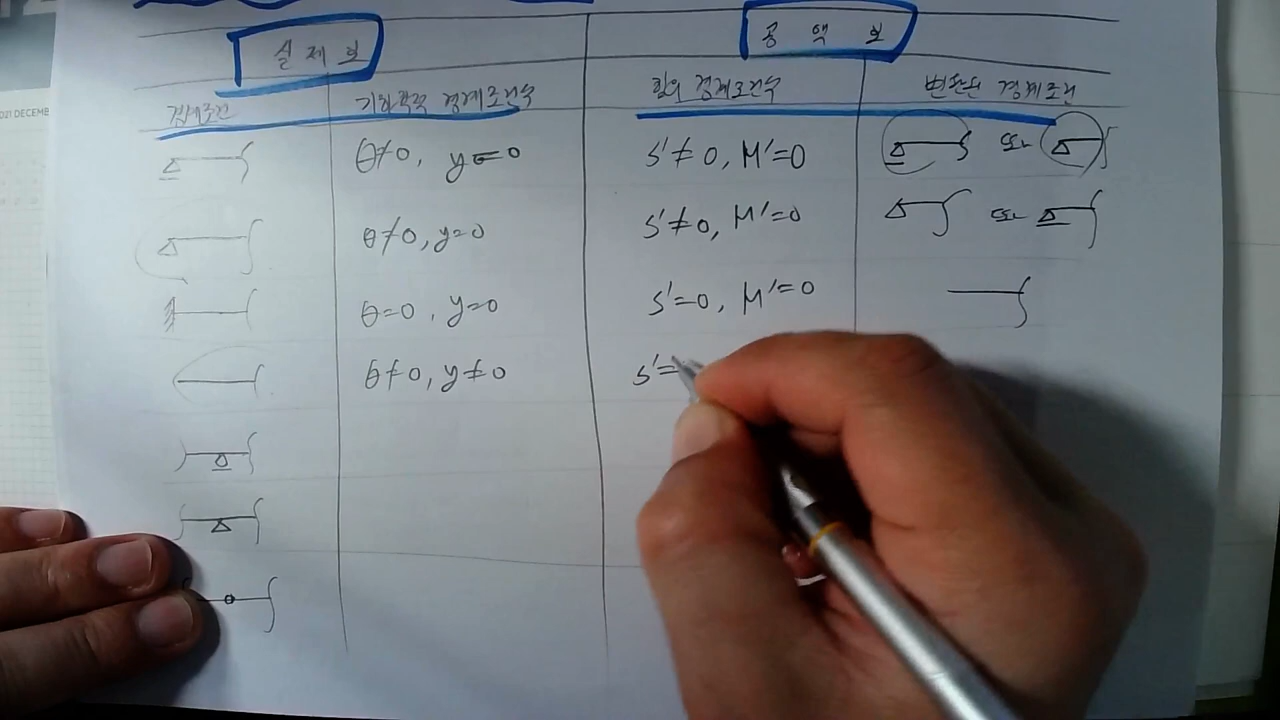 021 DECEMB
실제보
공액보
경계조건
기하학적 경계조건
힘의 경계조건
변환된 경계조건
θ≠0, y=0
S'≠0, M'=0
또는
θ≠0, y=0
S'≠0, M'=0
또는
θ=0, y=0
S'=0, M'=0
θ≠0, y≠0
S'=